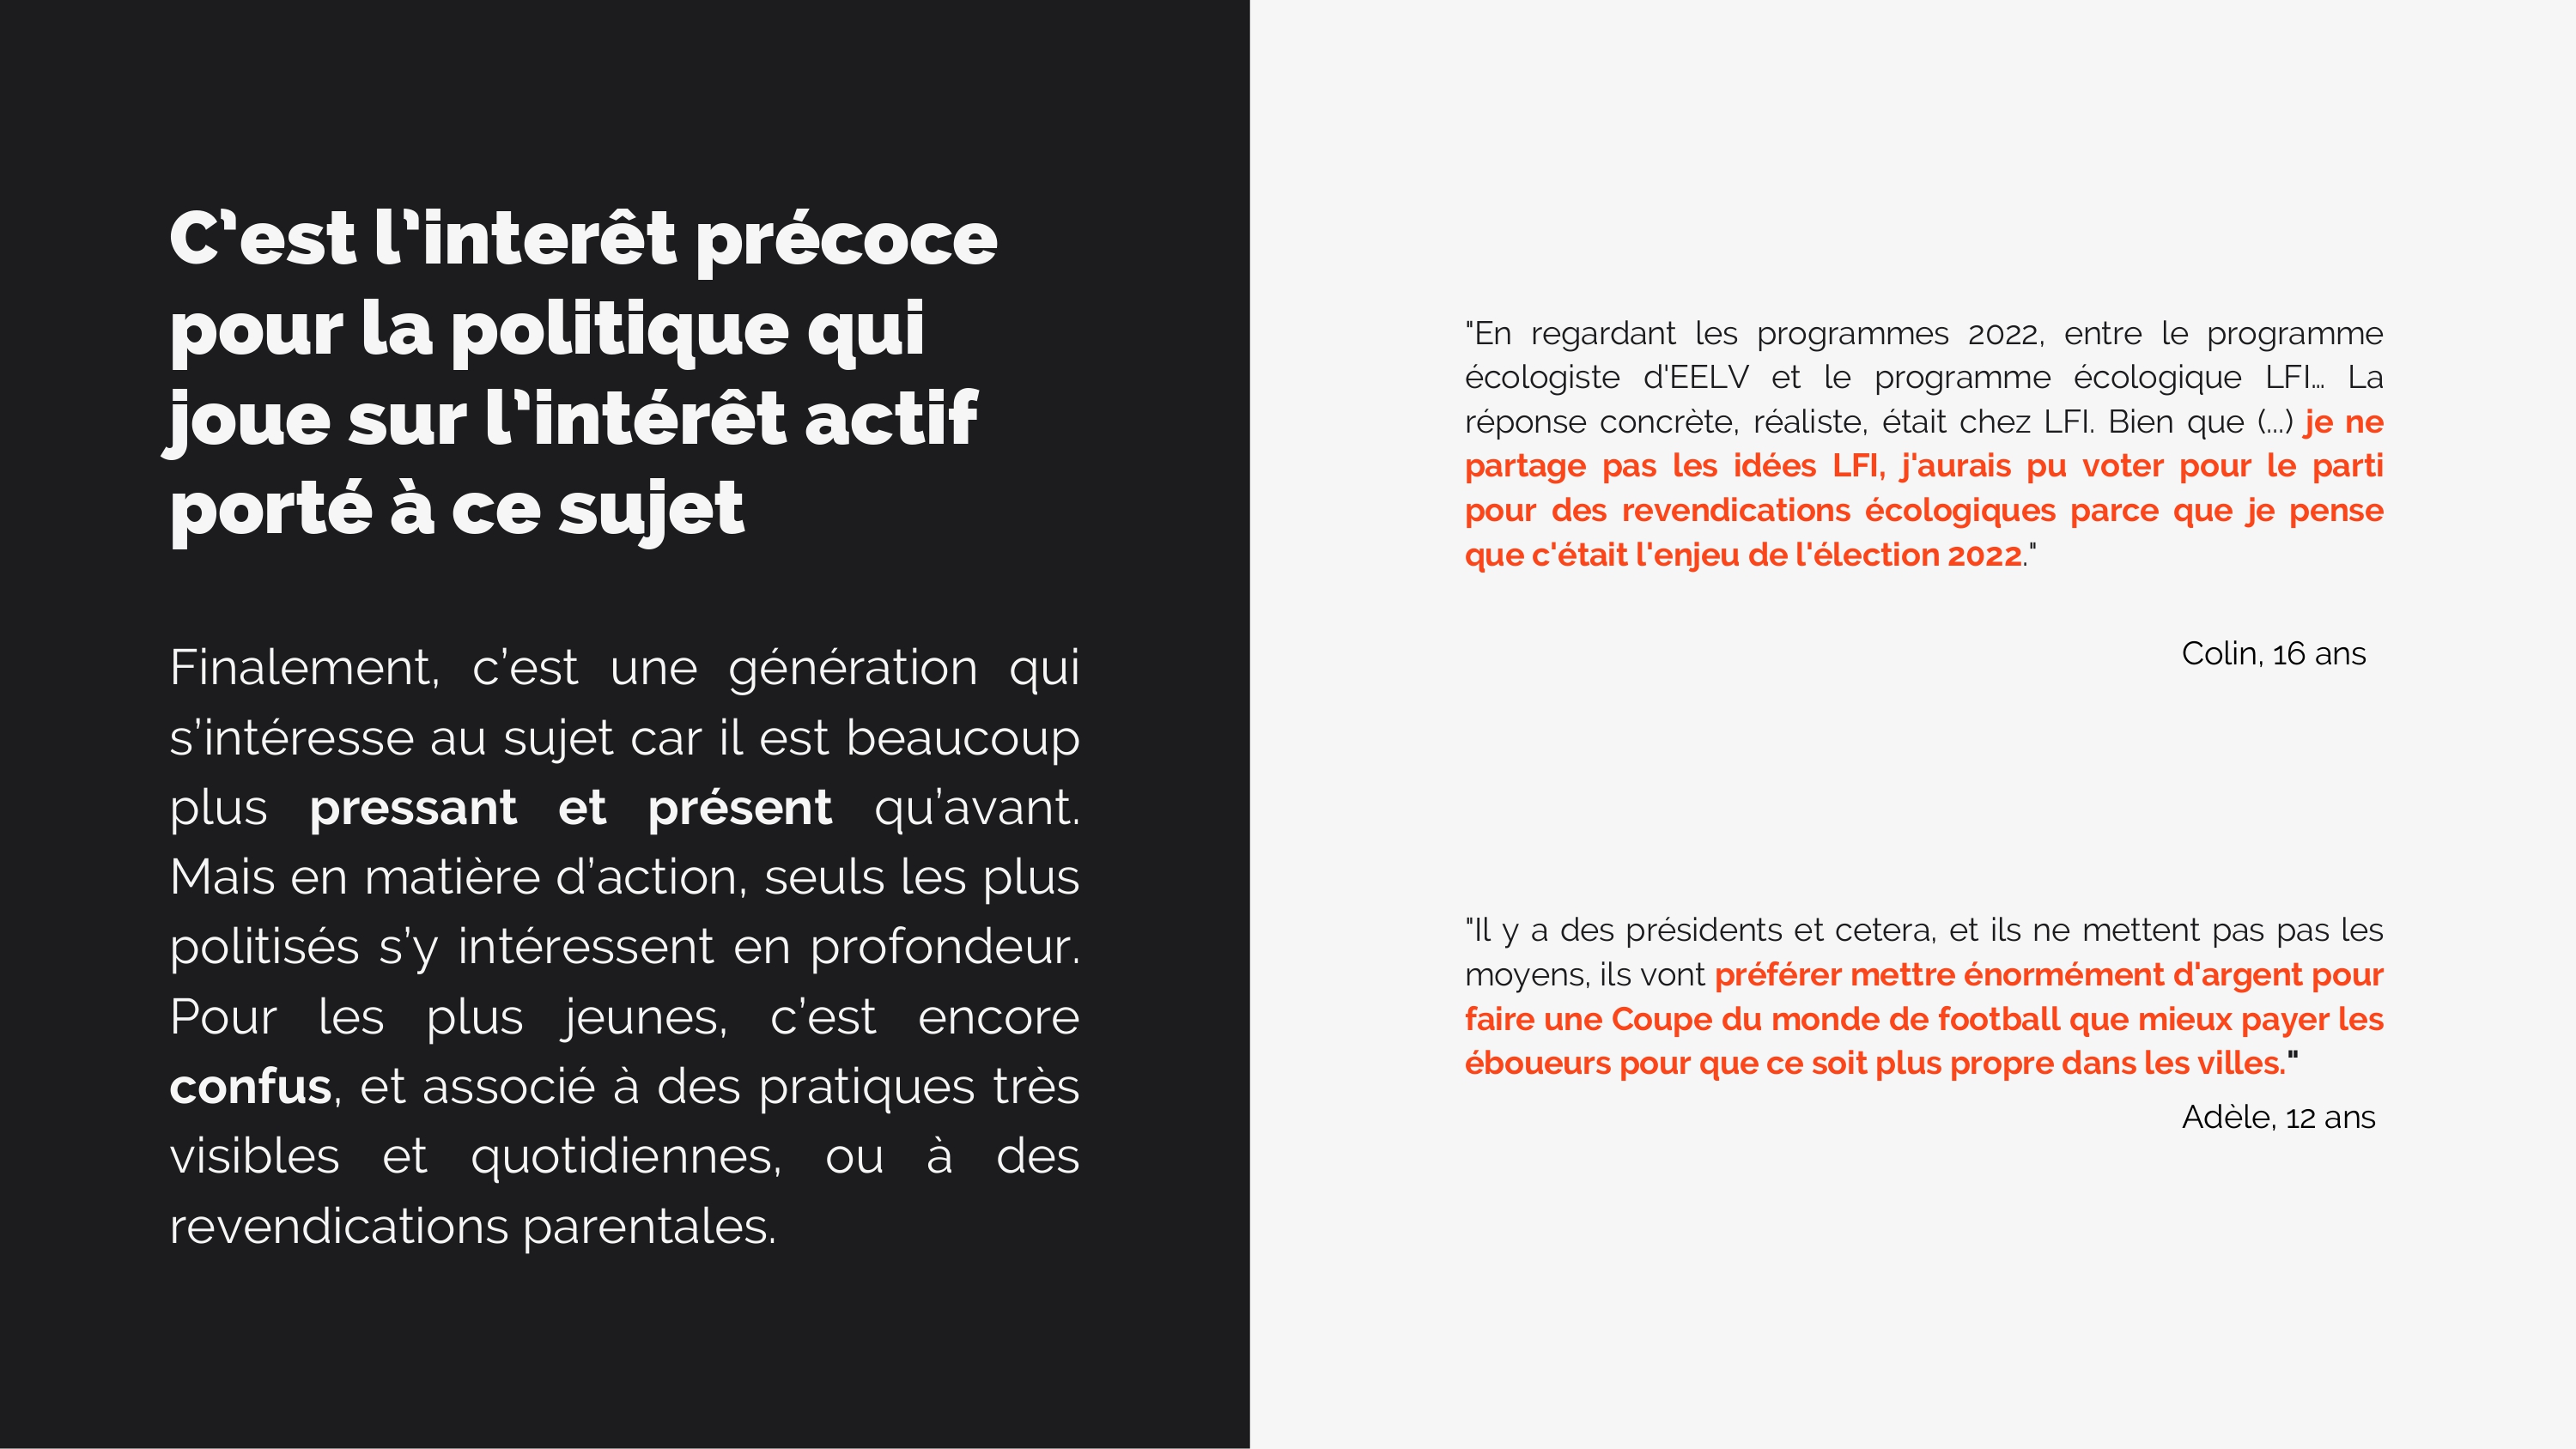 C’est l’interêt précoce
pour la politique qui
joue sur l’intérêt actif
porté à ce sujet
Finalement, c’est une génération qui
s’intéresse au sujet car il est beaucoup
plus pressant et présent qu’avant.
Mais en matière d’action, seuls les plus
politisés s’y intéressent en profondeur.
Pour les plus jeunes, c’est encore
confus, et associé à des pratiques très
visibles et quotidiennes, ou à des
revendications parentales.
"En regardant les programmes 2022, entre le programme
écologiste d'EELV et le programme écologique LFI... La
réponse concrète, réaliste, était chez LFI. Bien que (...) je ne
partage pas les idées LFI, j'aurais pu voter pour le parti
pour des revendications écologiques parce que je pense
que c'était l'enjeu de l'élection 2022."
Colin, 16 ans
"Il y a des présidents et cetera, et ils ne mettent pas pas les
moyens, ils vont préférer mettre énormément d'argent pour
faire une Coupe du monde de football que mieux payer les
éboueurs pour que ce soit plus propre dans les villes."
Adèle, 12 ans